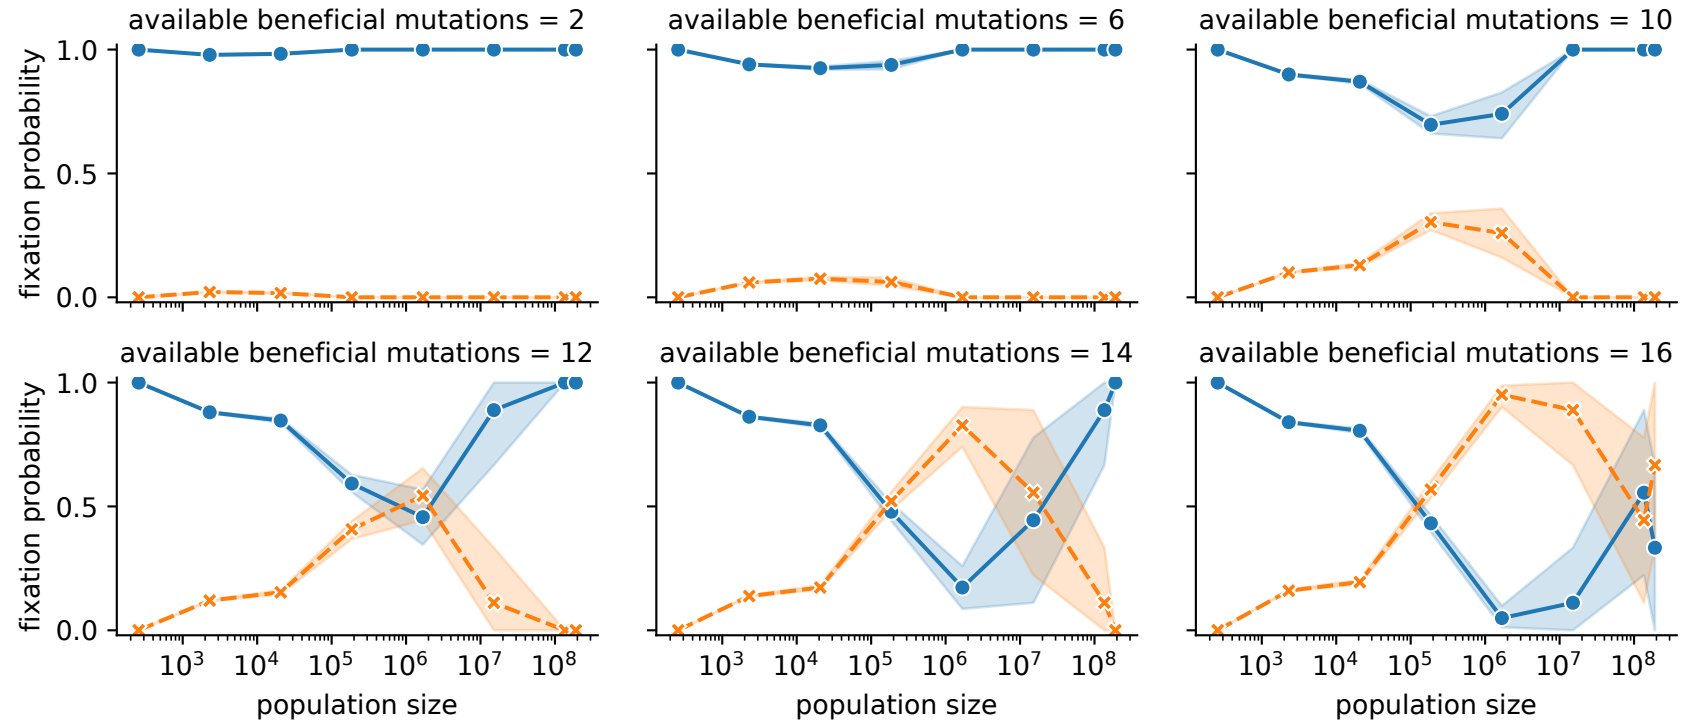 available beneficial mutations = 2
available beneficial mutations = 6
available beneficial mutations = 10
fixation probability
1.0
0.5
0.0
available beneficial mutations = 12
available beneficial mutations = 14
available beneficial mutations = 16
fixation probability
1.0
0.5
0.0
10³ 10⁴ 10⁵ 10⁶ 10⁷ 10⁸
10³ 10⁴ 10⁵ 10⁶ 10⁷ 10⁸
10³ 10⁴ 10⁵ 10⁶ 10⁷ 10⁸
population size
population size
population size